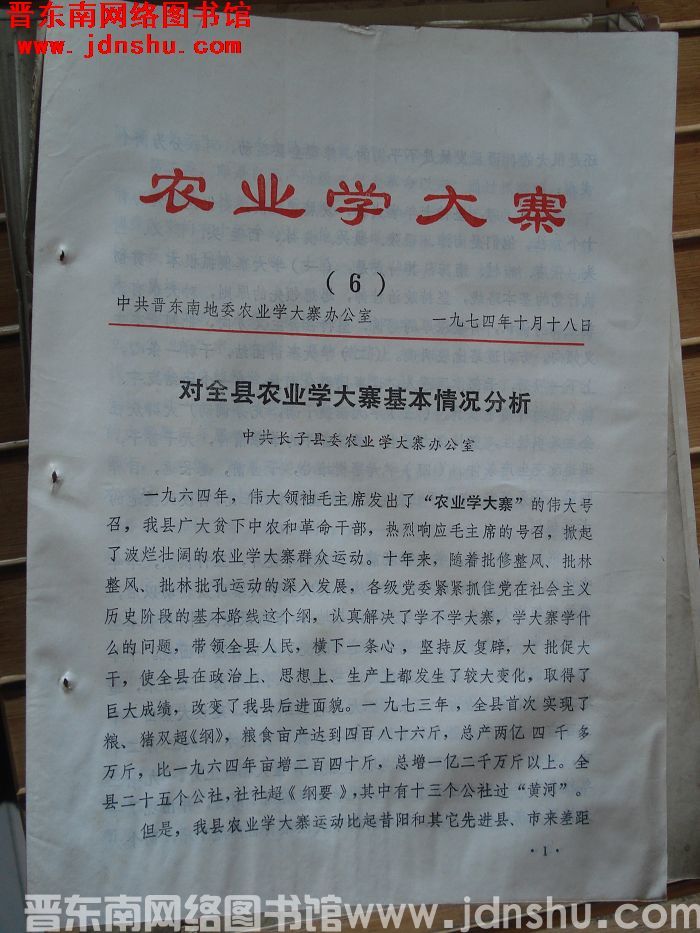 晋东南网络图书馆
www.jdnshu.com
农业学大寨
（6）
中共晋东南地委农业学大寨办公室 一九七四年十月十八日
对全县农业学大寨基本情况分析
中共长子县委农业学大寨办公室
一九六四年，伟大领袖毛主席发出了“农业学大寨”的伟大号
召，我县广大贫下中农和革命干部，热烈响应毛主席的号召，掀起
了波烂壮阔的农业学大寨群众运动。十年来，随着批修整风、批林
整风、批林批孔运动的深入发展，各级党委紧紧抓住党在社会主义
历史阶段的基本路线这个纲，认真解决了学不学大寨，学大寨学什
么的问题，带领全县人民，横下一条心，坚持反复辟，大批促大
干，使全县在政治上、思想上、生产上都发生了较大变化，取得了
巨大成绩，改变了我县后进面貌。一九七三年，全县首次实现了
粮、猪双超《纲》，粮食亩产达到四百八十六斤，总产两亿四千多
万斤，比一九六四年亩增二百四十斤，总增一亿二千万斤以上。全
县二十五个公社，社社超《纲要》，其中有十三个公社过“黄河”。
但是，我县农业学大寨运动比起昔阳和其它先进县、市来差距
·1·
晋东南网络图书馆www.jdnshu.com